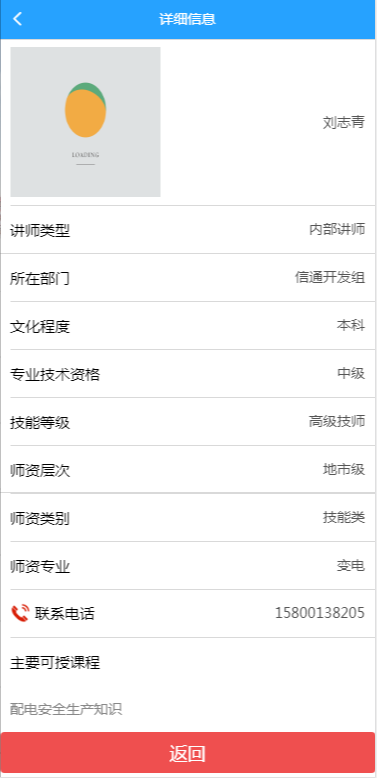 详细信息
刘志青
LOADING
讲师类型 内部讲师
所在部门 信通开发组
文化程度 本科
专业技术资格 中级
技能等级 高级技师
师资层次 地市级
师资类别 技能类
师资专业 变电
联系电话 15800138205
主要可授课程
配电安全生产知识
返回